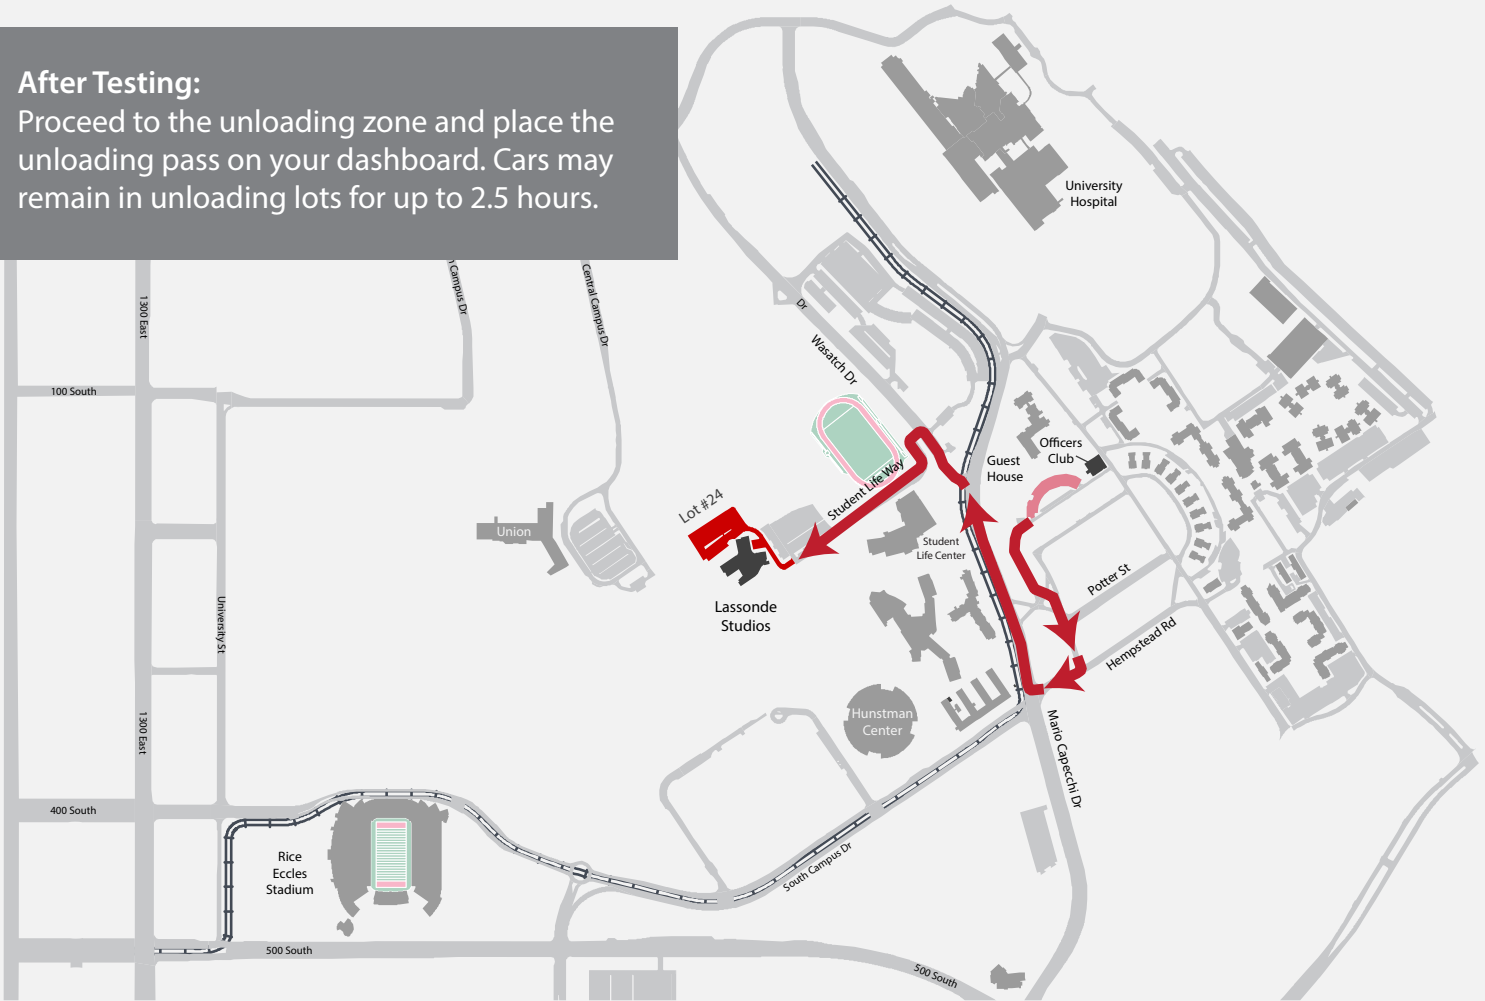 After Testing:
Proceed to the unloading zone and place the
unloading pass on your dashboard. Cars may
remain in unloading lots for up to 2.5 hours.
University
Hospital
Campus Dr
Central Campus Dr
1300 East
Dr
Wasatch Dr
100 South
Officers
Club
Guest
House
Student Life Way
Lot #24
Union
Student
Life Center
Potter St
Lassonde
Studios
University St
Hempstead Rd
1300 East
Hunstman
Center
Mario Capecchi Dr
400 South
Rice
Eccles
Stadium
South Campus Dr
500 South
500 South